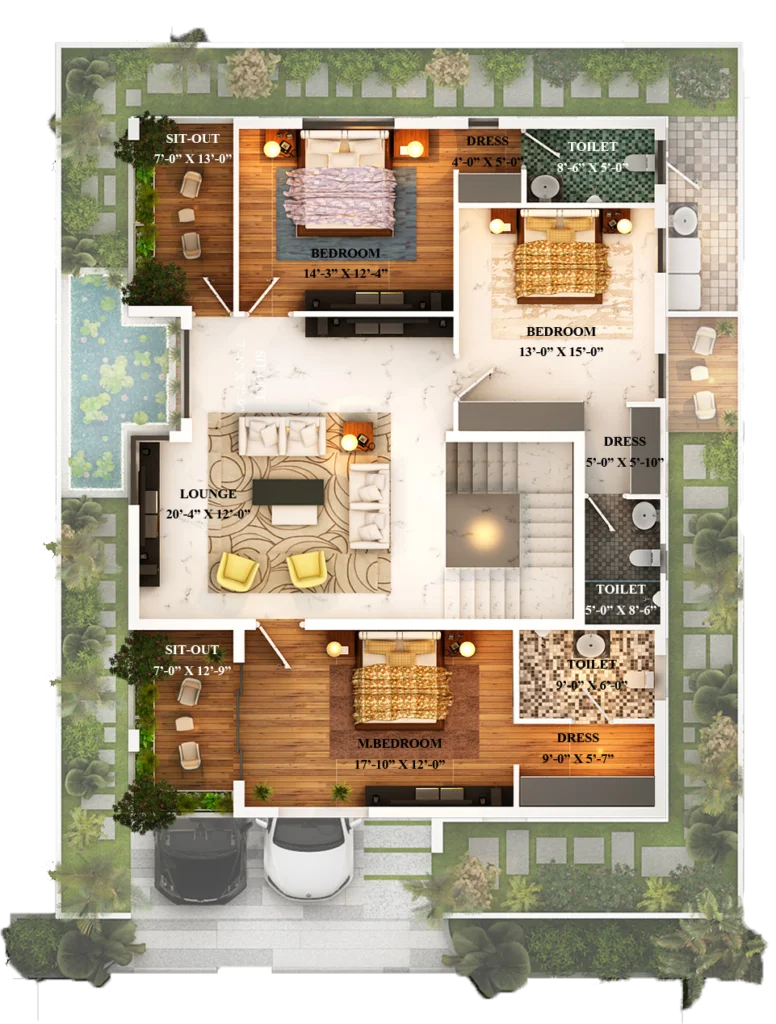 SIT-OUT
7’-0” X 13’-0”
DRESS
4’-0” X 5’-0”
TOILET
8’-6” X 5’-0”
BEDROOM
14’-3” X 12’-4”
BEDROOM
13’-0” X 15’-0”
DRESS
5’-0” X 5’-10”
LOUNGE
20’-4” X 12’-0”
TOILET
5’-0” X 8’-6”
SIT-OUT
7’-0” X 12’-9”
TOILET
9’-0” X 6’-0”
M.BEDROOM
17’-10” X 12’-0”
DRESS
9’-0” X 5’-7”